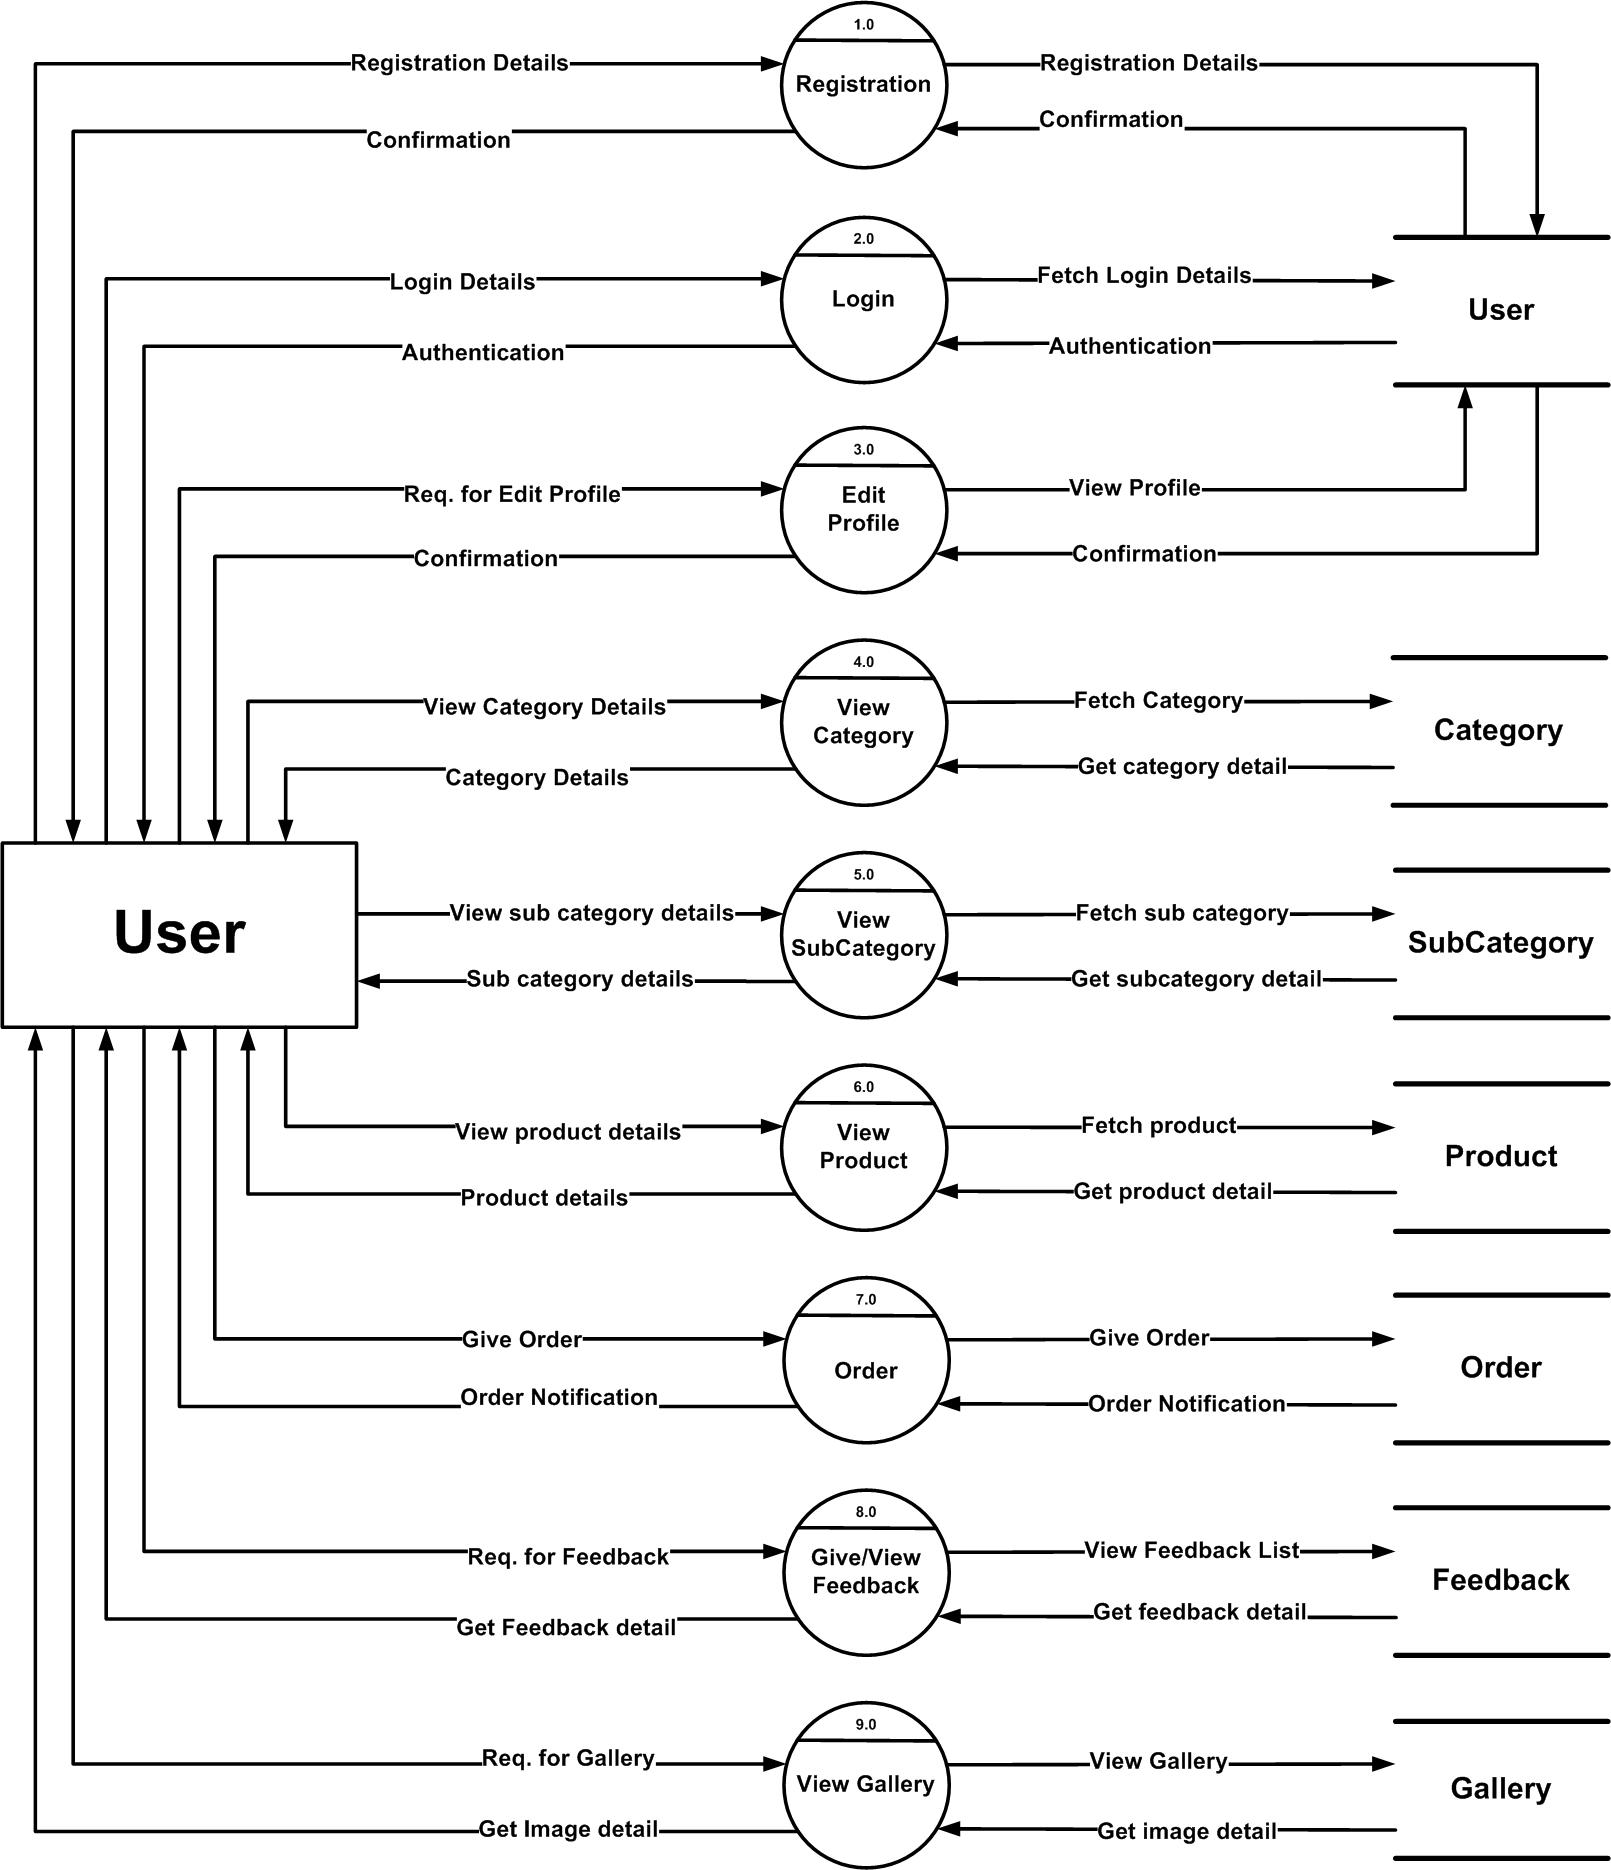 1.0
Registration Details
Registration
Registration Details
Confirmation
Confirmation
2.0
Login Details
Login
Fetch Login Details
User
Authentication
Authentication
3.0
Req. for Edit Profile
Edit
Profile
View Profile
Confirmation
Confirmation
4.0
View Category Details
View
Category
Fetch Category
Category
Category Details
Get category detail
User
5.0
View sub category details
View
SubCategory
Fetch sub category
SubCategory
Sub category details
Get subcategory detail
6.0
View product details
View
Product
Fetch product
Product
Product details
Get product detail
7.0
Give Order
Order
Give Order
Order
Order Notification
Order Notification
8.0
Req. for Feedback
Give/View
Feedback
View Feedback List
Feedback
Get Feedback detail
Get feedback detail
9.0
Req. for Gallery
View Gallery
View Gallery
Gallery
Get Image detail
Get image detail